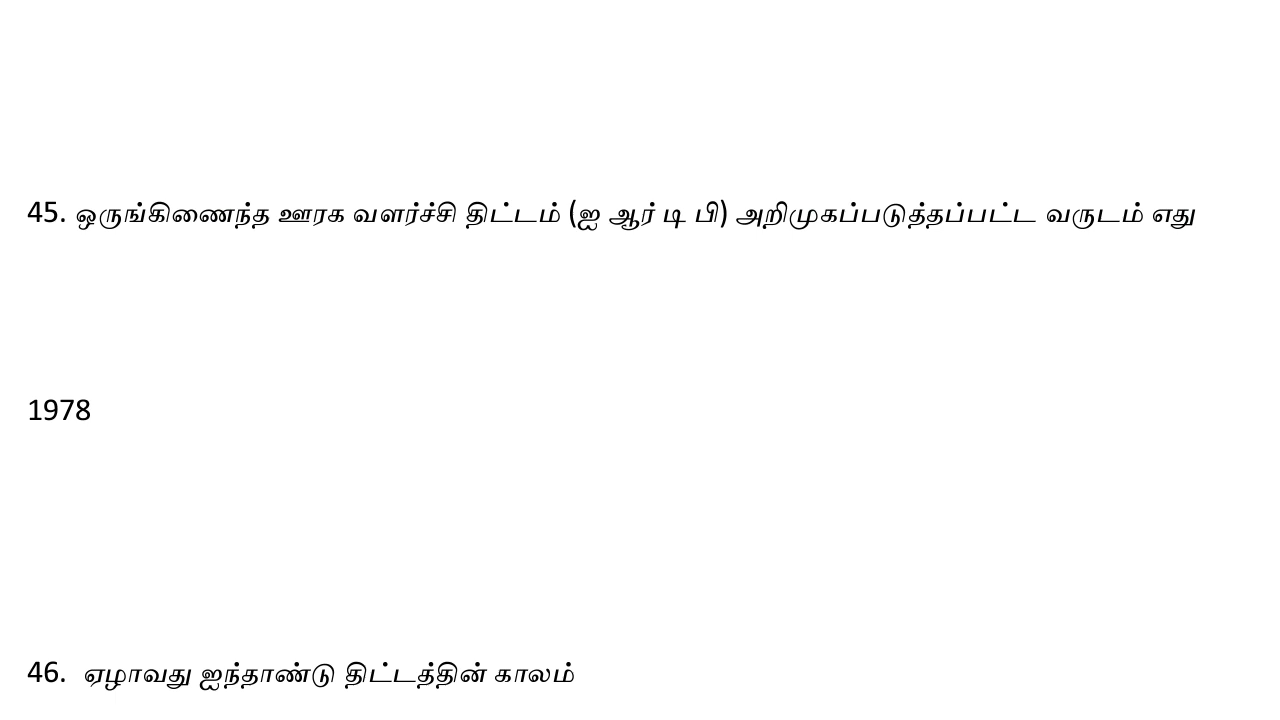 45. ஒருங்கிணைந்த ஊரக வளர்ச்சி திட்டம் (ஐ ஆர் டி பி) அறிமுகப்படுத்தப்பட்ட வருடம் எது
1978
46. ஏழாவது ஐந்தாண்டு திட்டத்தின் காலம்